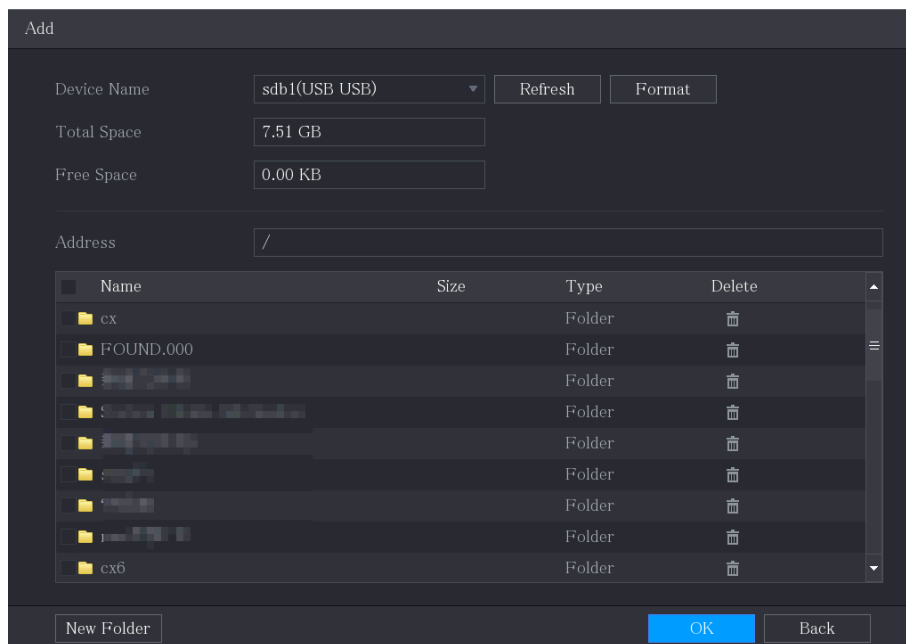 Add
Device Name sdb1(USB USB) Refresh Format
Total Space 7.51 GB
Free Space 0.00 KB
Address /
Name Size Type Delete
cx Folder
FOUND.000 Folder
Folder
Folder
Folder
Folder
Folder
Folder
cx6 Folder
New Folder OK Back